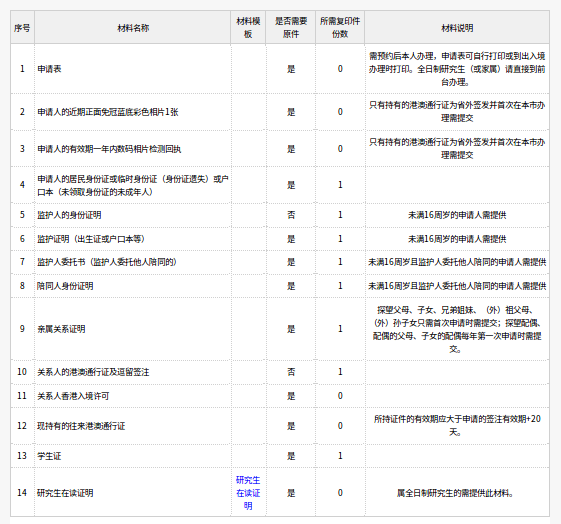 序号 材料名称 材料模板 是否需要原件 所需复印件份数 材料说明
1 申请表 是 0 需预约后本人办理，申请表可自行打印或到出入境
办理时打印。全日制研究生（或家属）请直接到前
台办理。
2 申请人的近期正面免冠蓝底彩色相片1张 是 0 只有持有的港澳通行证为省外签发并首次在本市办
理需提交
3 申请人的有效期一年内数码相片检测回执 是 0 只有持有的港澳通行证为省外签发并首次在本市办
理需提交
4 申请人的居民身份证或临时身份证（身份证遗失）或户
口本（未领取身份证的未成年人） 是 1
5 监护人的身份证明 否 1 未满16周岁的申请人需提供
6 监护证明（出生证或户口本等） 是 1 未满16周岁的申请人需提供
7 监护人委托书（监护人委托他人陪同的） 是 1 未满16周岁且监护人委托他人陪同的申请人需提供
8 陪同人身份证明 是 1 未满16周岁且监护人委托他人陪同的申请人需提供
9 亲属关系证明 是 1 探望父母、子女、兄弟姐妹、（外）祖父母、
（外）孙子女只需首次申请时需提交；探望配偶、
配偶的父母、子女的配偶每年第一次申请时需提
交。
10 关系人的港澳通行证及逗留签注 否 1
11 关系人香港入境许可 是 0
12 现持有的往来港澳通行证 是 0 所持证件的有效期应大于申请的签注有效期+20
天。
13 学生证 是 1
14 研究生在读证明 研究生
在读证
明 是 0 属全日制研究生的需提供此材料。